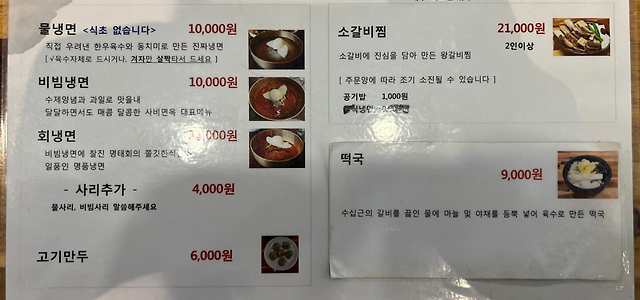 물냉면 <식초 없습니다> 10,000원
직접 우려낸 한우육수와 동치미로 만든 진짜냉면
[√육수자체로 드시거나, 겨자만 살짝타서 드세요 ]
비빔냉면 10,000원
수제양념과 과일로 맛을내
달달하면서도 매콤 달콤한 사비면옥 대표메뉴
회냉면 000원
비빔냉면에 찰진 명태회의 쫄깃한식
일품인 명품냉면
- 사리추가 - 4,000원
물사리, 비빔사리 말씀해주세요
고기만두 6,000원
소갈비찜 21,000원
2인이상
소갈비에 진심을 담아 만든 왕갈비찜
[ 주문양에 따라 조기 소진될 수 있습니다 ]
공기밥 1,000원
떡국
9,000원
수십근의 갈비를 끓인 물에 마늘 및 야채를 듬뿍 넣어 육수로 만든 떡국